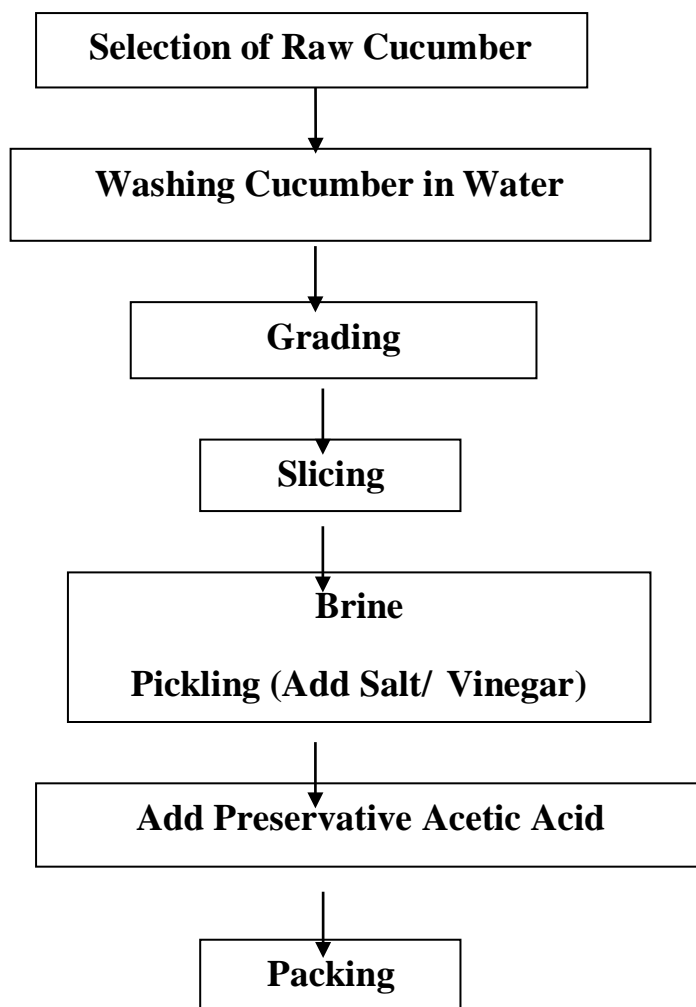 Selection of Raw Cucumber
Washing Cucumber in Water
Grading
Slicing
Brine
Pickling (Add Salt/ Vinegar)
Add Preservative Acetic Acid
Packing